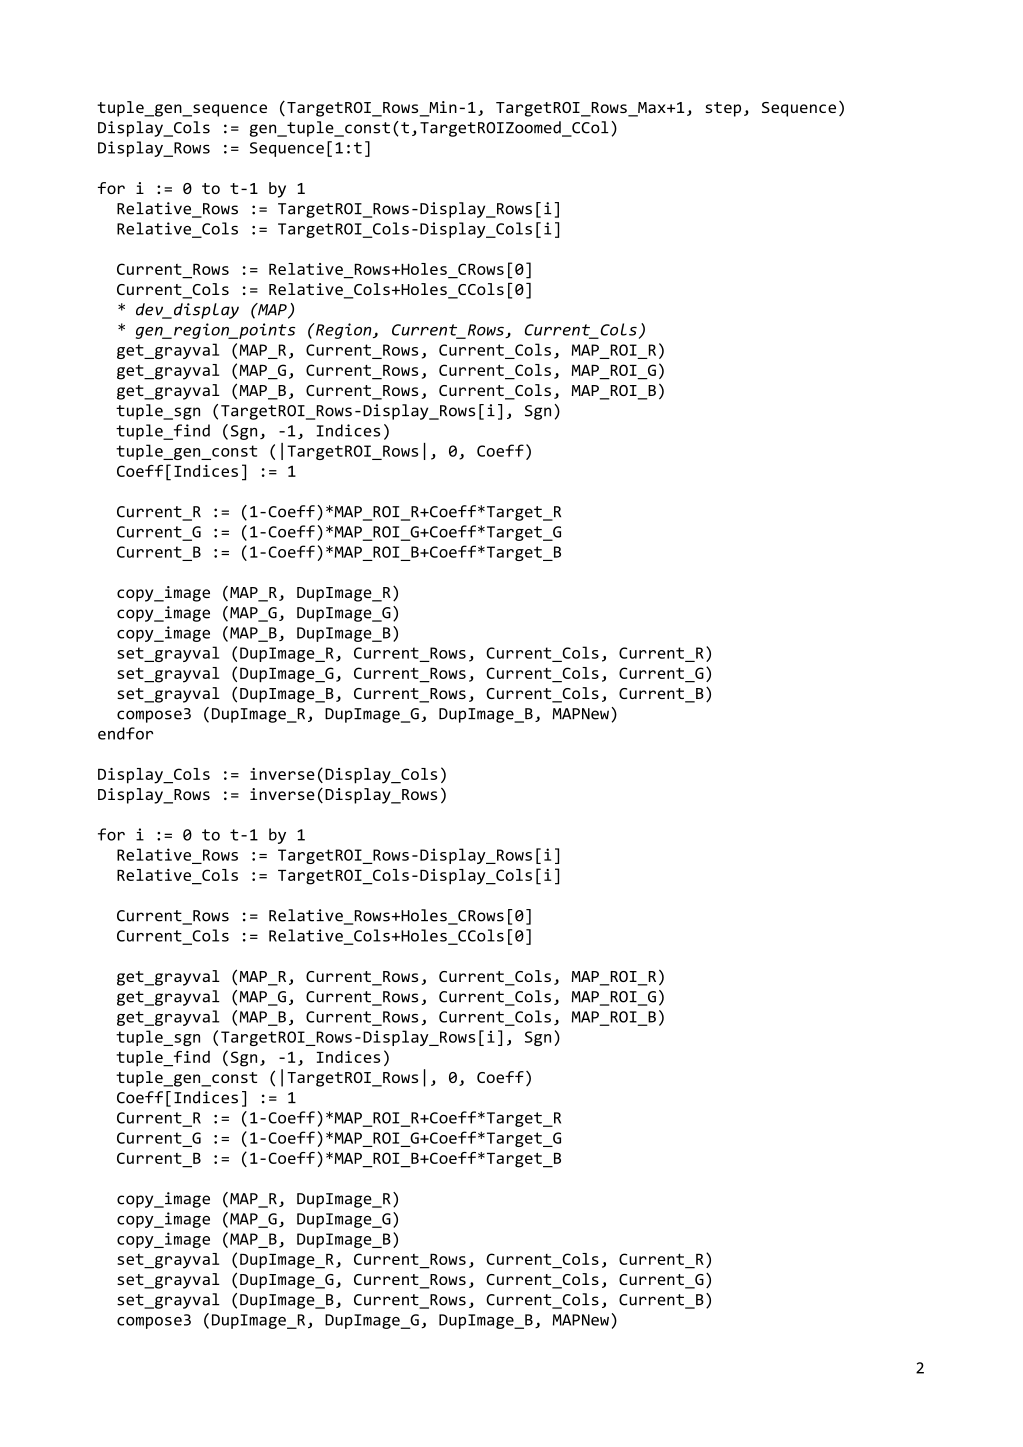 tuple_gen_sequence (TargetROI_Rows_Min-1, TargetROI_Rows_Max+1, step, Sequence)
Display_Cols := gen_tuple_const(t,TargetROIZoomed_CCol)
Display_Rows := Sequence[1:t]

for i := 0 to t-1 by 1
  Relative_Rows := TargetROI_Rows-Display_Rows[i]
  Relative_Cols := TargetROI_Cols-Display_Cols[i]

  Current_Rows := Relative_Rows+Holes_CRows[0]
  Current_Cols := Relative_Cols+Holes_CCols[0]
  * dev_display (MAP)
  * gen_region_points (Region, Current_Rows, Current_Cols)
  get_grayval (MAP_R, Current_Rows, Current_Cols, MAP_ROI_R)
  get_grayval (MAP_G, Current_Rows, Current_Cols, MAP_ROI_G)
  get_grayval (MAP_B, Current_Rows, Current_Cols, MAP_ROI_B)
  tuple_sgn (TargetROI_Rows-Display_Rows[i], Sgn)
  tuple_find (Sgn, -1, Indices)
  tuple_gen_const (|TargetROI_Rows|, 0, Coeff)
  Coeff[Indices] := 1

  Current_R := (1-Coeff)*MAP_ROI_R+Coeff*Target_R
  Current_G := (1-Coeff)*MAP_ROI_G+Coeff*Target_G
  Current_B := (1-Coeff)*MAP_ROI_B+Coeff*Target_B

  copy_image (MAP_R, DupImage_R)
  copy_image (MAP_G, DupImage_G)
  copy_image (MAP_B, DupImage_B)
  set_grayval (DupImage_R, Current_Rows, Current_Cols, Current_R)
  set_grayval (DupImage_G, Current_Rows, Current_Cols, Current_G)
  set_grayval (DupImage_B, Current_Rows, Current_Cols, Current_B)
  compose3 (DupImage_R, DupImage_G, DupImage_B, MAPNew)
endfor

Display_Cols := inverse(Display_Cols)
Display_Rows := inverse(Display_Rows)

for i := 0 to t-1 by 1
  Relative_Rows := TargetROI_Rows-Display_Rows[i]
  Relative_Cols := TargetROI_Cols-Display_Cols[i]

  Current_Rows := Relative_Rows+Holes_CRows[0]
  Current_Cols := Relative_Cols+Holes_CCols[0]

  get_grayval (MAP_R, Current_Rows, Current_Cols, MAP_ROI_R)
  get_grayval (MAP_G, Current_Rows, Current_Cols, MAP_ROI_G)
  get_grayval (MAP_B, Current_Rows, Current_Cols, MAP_ROI_B)
  tuple_sgn (TargetROI_Rows-Display_Rows[i], Sgn)
  tuple_find (Sgn, -1, Indices)
  tuple_gen_const (|TargetROI_Rows|, 0, Coeff)
  Coeff[Indices] := 1
  Current_R := (1-Coeff)*MAP_ROI_R+Coeff*Target_R
  Current_G := (1-Coeff)*MAP_ROI_G+Coeff*Target_G
  Current_B := (1-Coeff)*MAP_ROI_B+Coeff*Target_B

  copy_image (MAP_R, DupImage_R)
  copy_image (MAP_G, DupImage_G)
  copy_image (MAP_B, DupImage_B)
  set_grayval (DupImage_R, Current_Rows, Current_Cols, Current_R)
  set_grayval (DupImage_G, Current_Rows, Current_Cols, Current_G)
  set_grayval (DupImage_B, Current_Rows, Current_Cols, Current_B)
  compose3 (DupImage_R, DupImage_G, DupImage_B, MAPNew)

2